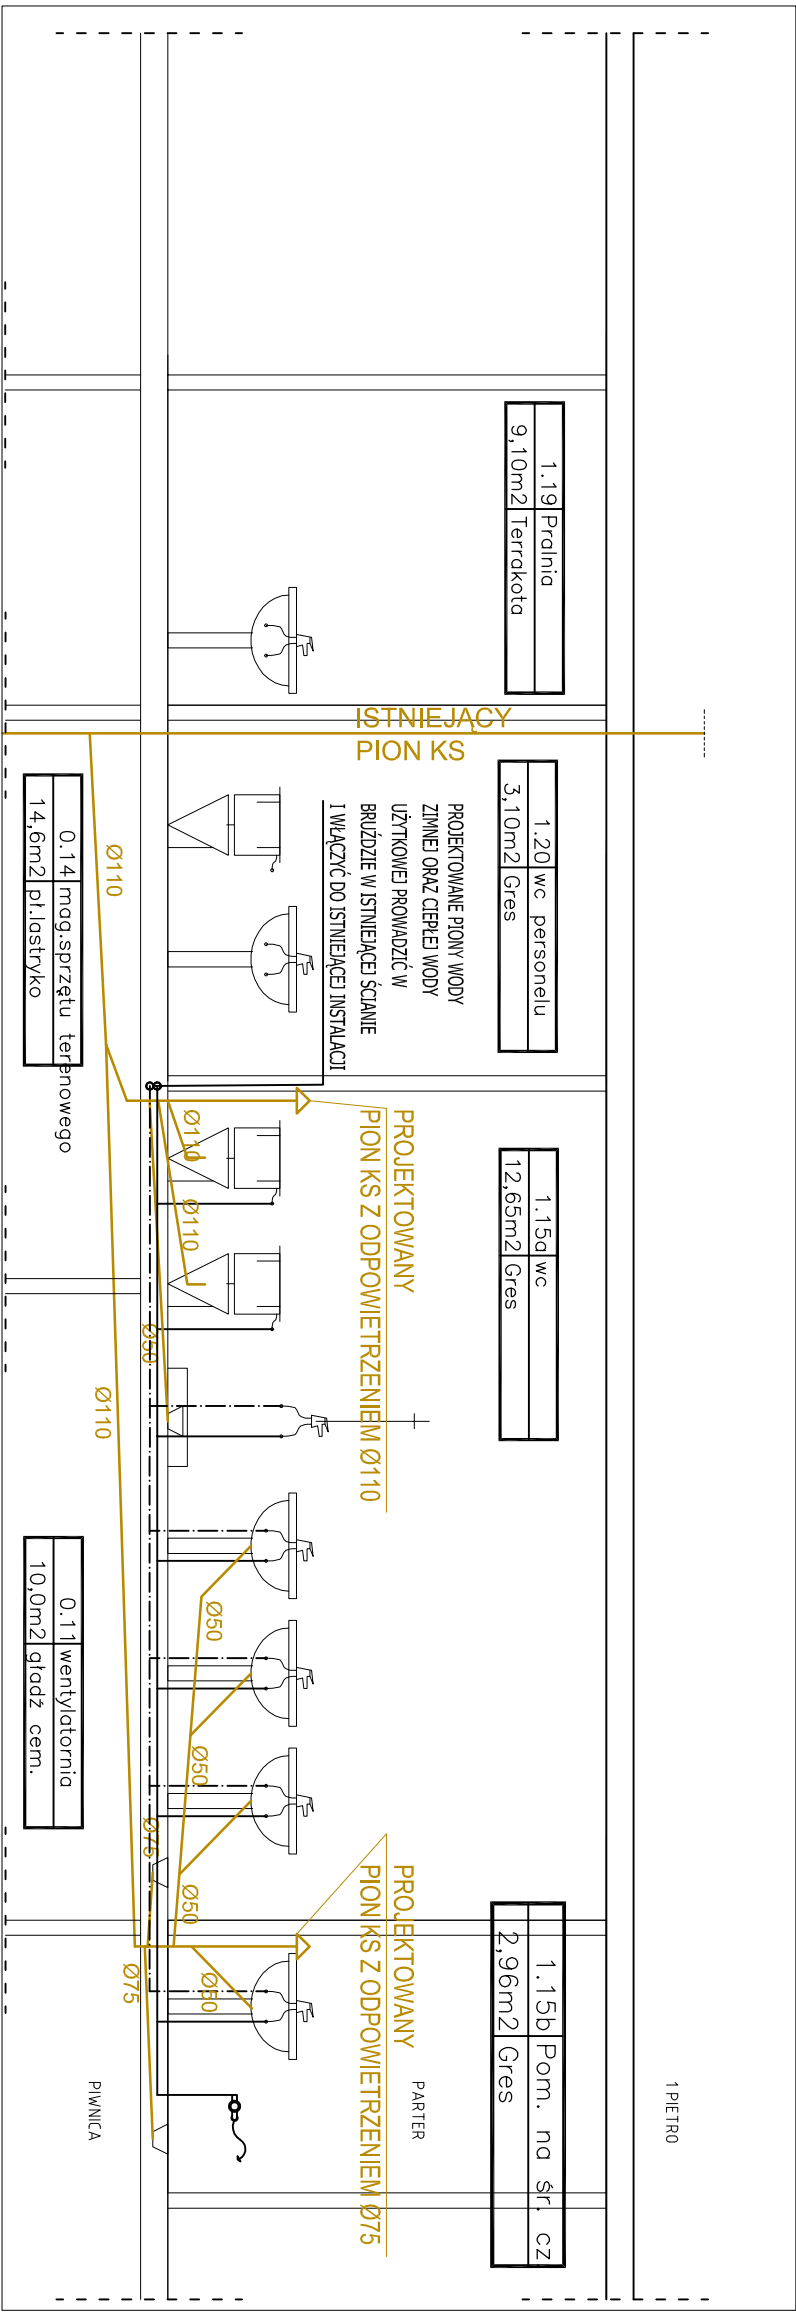 1 PIETRO
1.19 Pralnia
9,10m2 Terrakota
1.20 wc personelu
3,10m2 Gres
1.15a wc
12,65m2 Gres
1.15b Pom. na śr. cz
2,96m2 Gres
ISTNIEJĄCY
PION KS
PROJEKTOWANE PIONY WODY
ZIMNEJ ORAZ CIEPŁEJ WODY
UŻYTKOWEJ PROWADZIĆ W
BRUŹDZIE W ISTNIEJĄCEJ ŚCIANIE
I WŁĄCZYĆ DO ISTNIEJĄCEJ INSTALACJI
PROJEKTOWANY
PION KS Z ODPOWIETRZENIEM Ø110
PROJEKTOWANY
PION KS Z ODPOWIETRZENIEM Ø75
PARTER
Ø110
Ø110
Ø50
Ø50
Ø50
Ø50
Ø50
Ø75
Ø75
Ø110
Ø110
0.14 mag.sprzętu terenowego
14,6m2 pł.lastryko
0.11 wentylatornia
10,0m2 gładź cem.
PIWNICA